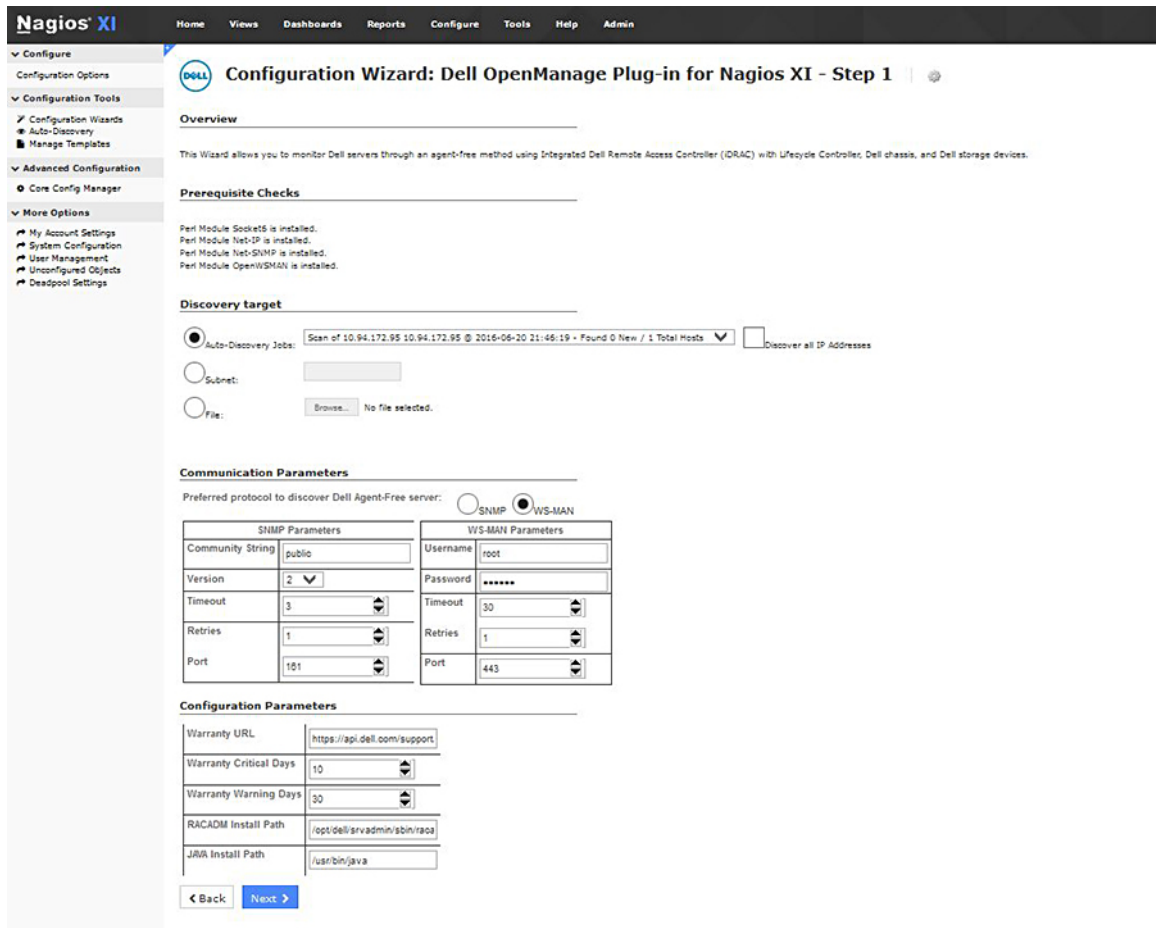 Nagios® XI
Home Views Dashboards Reports Configure Tools Help Admin
Configure
Configuration Options
Configuration Tools
Configuration Wizards
Auto-Discovery
Manage Templates
Advanced Configuration
Core Config Manager
More Options
My Account Settings
System Configuration
User Management
Unconfigured Objects
Deadpool Settings
DELL
Configuration Wizard: Dell OpenManage Plug-in for Nagios XI - Step 1
Overview
This Wizard allows you to monitor Dell servers through an agent-free method using Integrated Dell Remote Access Controller (iDRAC) with Lifecycle Controller, Dell chassis, and Dell storage devices.
Prerequisite Checks
Perl Module Socket6 is installed.
Perl Module Net-IP is installed.
Perl Module Net-SNMP is installed.
Perl Module OpenWSMAN is installed.
Discovery target
Auto-Discovery Jobs: Scan of 10.94.172.95 10.94.172.95 @ 2016-06-20 21:46:19 - Found 0 New / 1 Total Hosts Discover all IP Addresses
Subnet:
File: Browse... No file selected.
Communication Parameters
Preferred protocol to discover Dell Agent-Free server: SNMP WS-MAN
SNMP Parameters
Community String public
Version 2
Timeout 3
Retries 1
Port 161
WS-MAN Parameters
Username root
Password ••••••
Timeout 30
Retries 1
Port 443
Configuration Parameters
Warranty URL https://api.dell.com/support
Warranty Critical Days 10
Warranty Warning Days 30
RACADM Install Path /opt/dell/srvadmin/sbin/raca
JAVA Install Path /usr/bin/java
Back Next